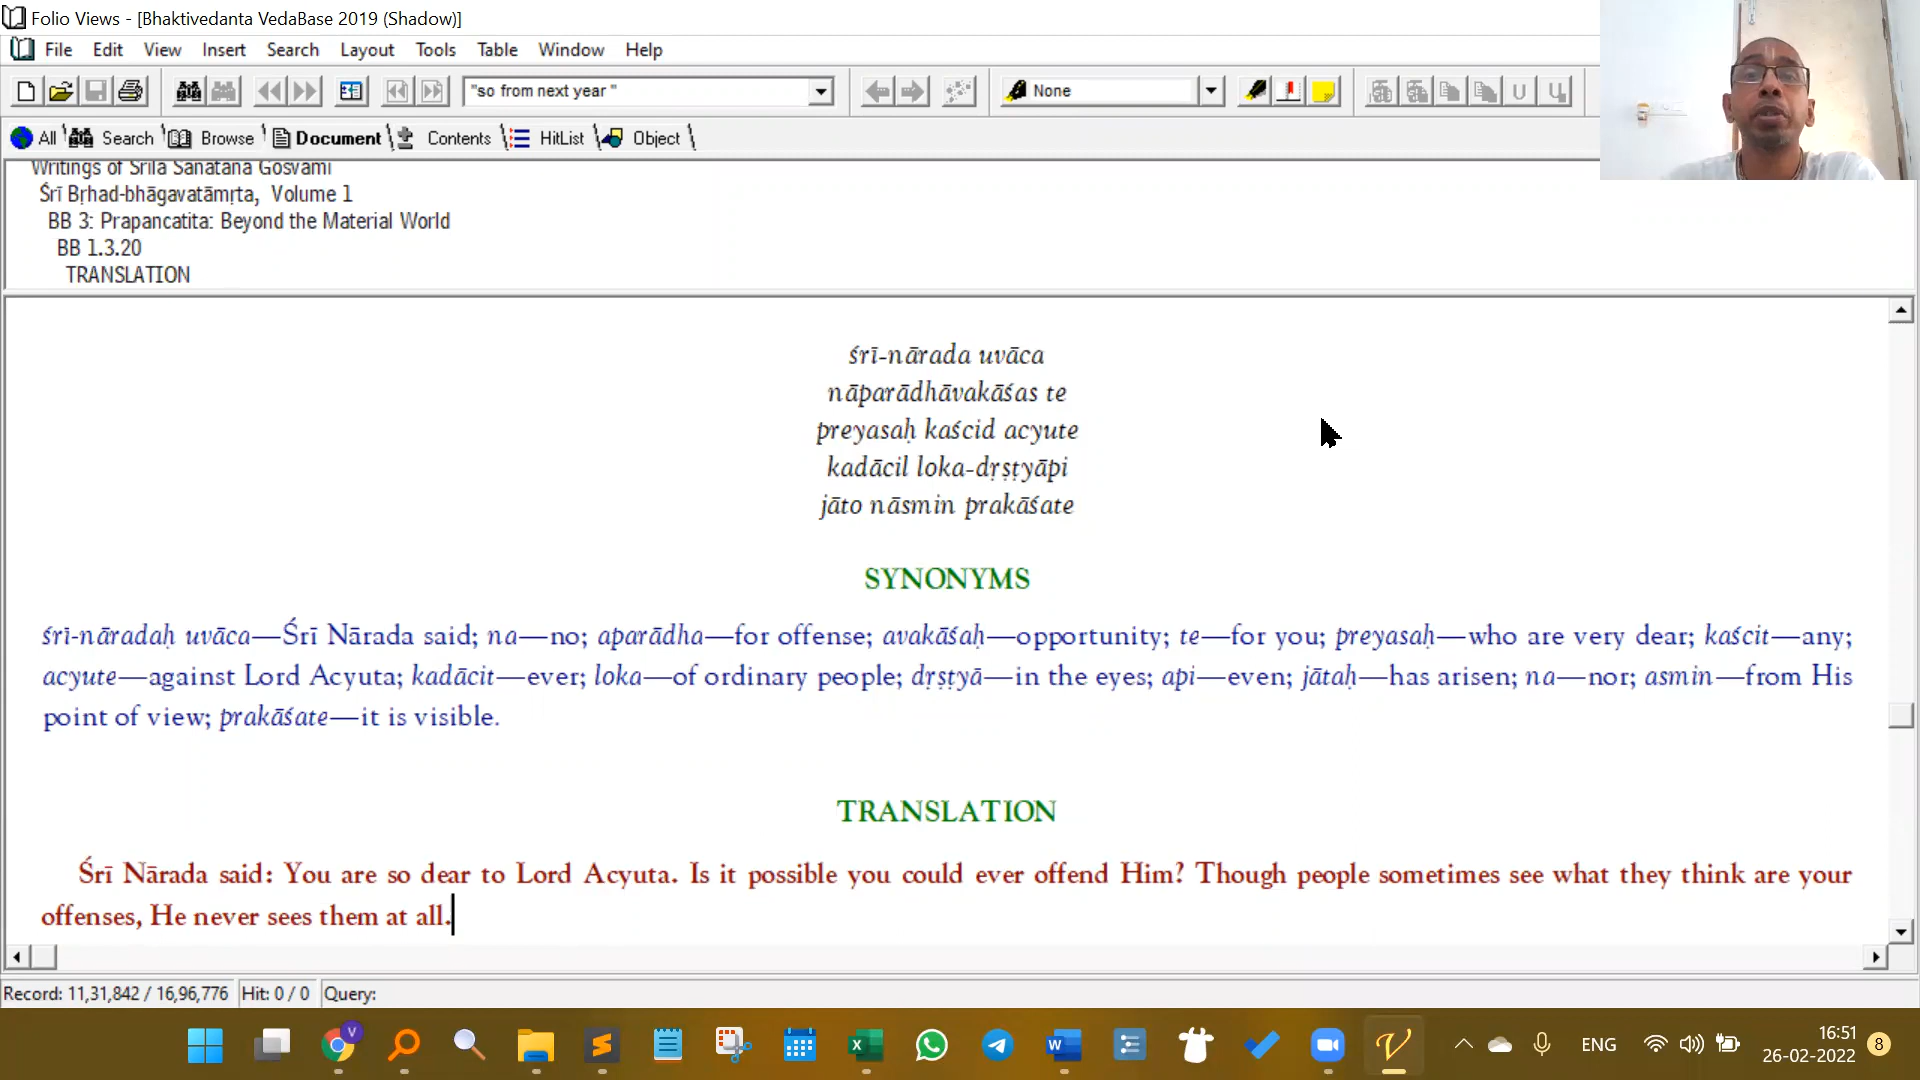 Folio Views - [Bhaktivedanta VedaBase 2019 (Shadow)]
File Edit View Insert Search Layout Tools Table Window Help
"so from next year " None
All Search Browse Document Contents HitList Object
Writings of Srila Sanatana Gosvami
Śrī Bṛhad-bhāgavatāmṛta, Volume 1
BB 3: Prapancatita: Beyond the Material World
BB 1.3.20
TRANSLATION
śrī-nārada uvāca
nāparādhāvakāśas te
preyasaḥ kaścid acyute
kadācil loka-dṛṣṭyāpi
jāto nāsmin prakāśate
SYNONYMS
śrī-nāradaḥ uvāca—Śrī Nārada said; na—no; aparādha—for offense; avakāśaḥ—opportunity; te—for you; preyasaḥ—who are very dear; kaścit—any;
acyute—against Lord Acyuta; kadācit—ever; loka—of ordinary people; dṛṣṭyā—in the eyes; api—even; jātaḥ—has arisen; na—nor; asmin—from His
point of view; prakāśate—it is visible.
TRANSLATION
Śrī Nārada said: You are so dear to Lord Acyuta. Is it possible you could ever offend Him? Though people sometimes see what they think are your
offenses, He never sees them at all.
Record: 11,31,842 / 16,96,776 Hit: 0 / 0 Query:
ENG 16:51
26-02-2022 8